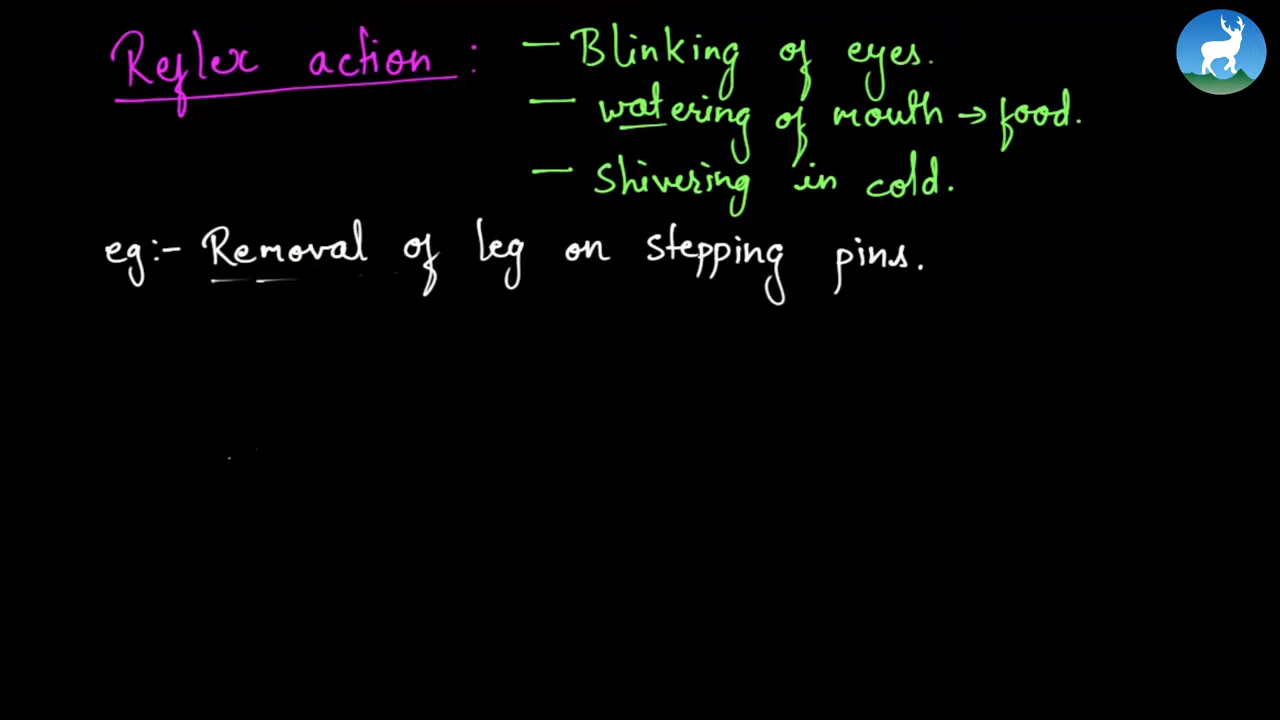 Reflex action : — Blinking of eyes.
— watering of mouth → food.
— Shivering in cold.
eg:- Removal of leg on stepping pins.